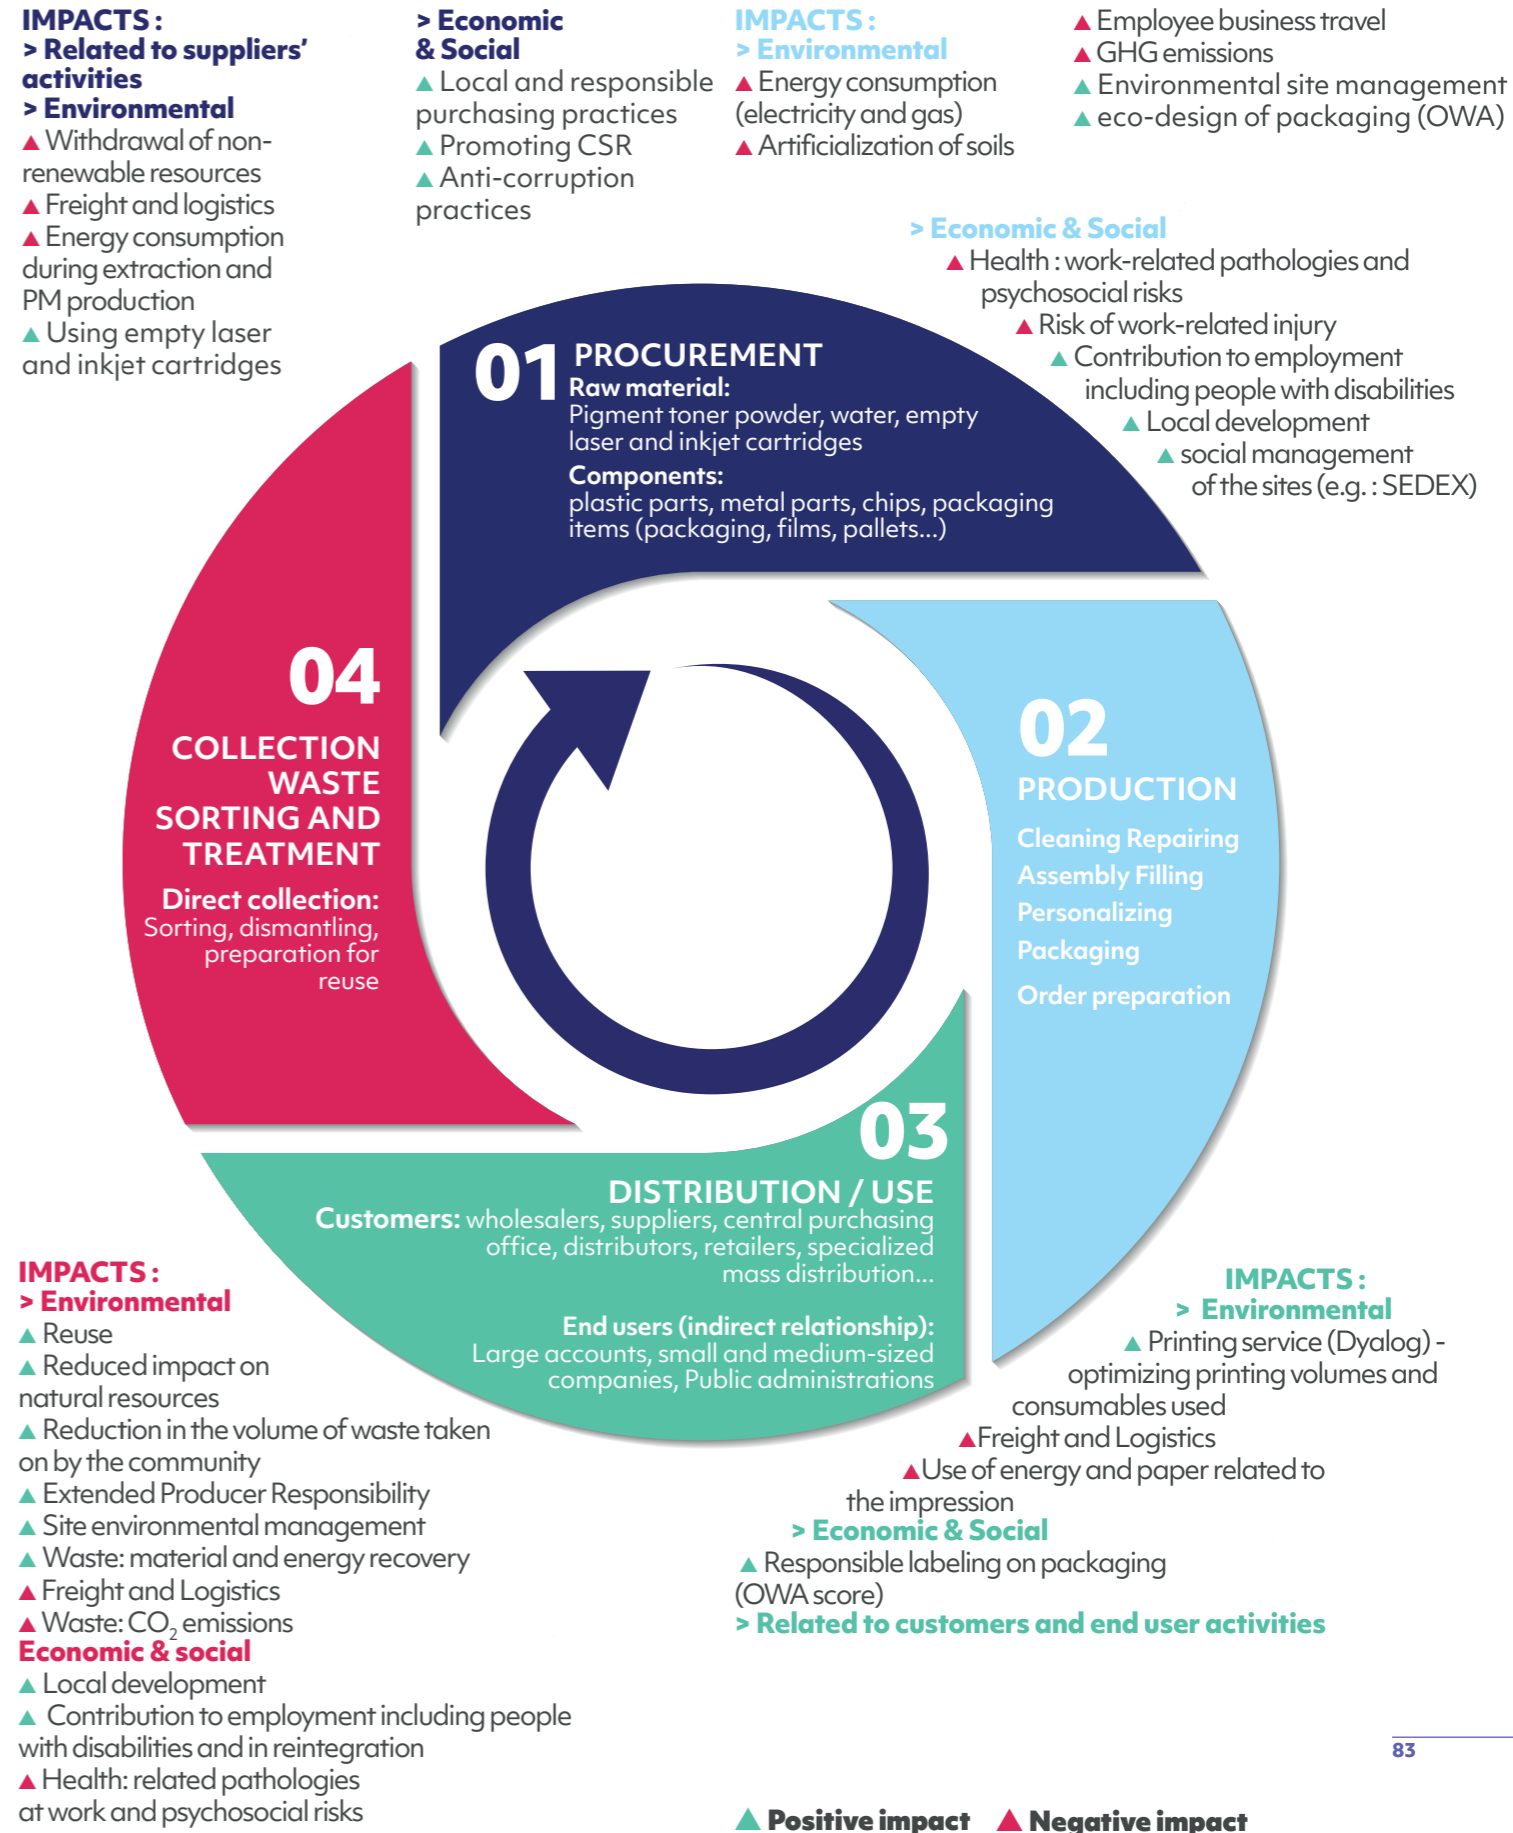 IMPACTS :
> Related to suppliers’
activities
> Environmental
▲ Withdrawal of non-
renewable resources
▲ Freight and logistics
▲ Energy consumption
during extraction and
PM production
▲ Using empty laser
and inkjet cartridges
> Economic
& Social
▲ Local and responsible
purchasing practices
▲ Promoting CSR
▲ Anti-corruption
practices
IMPACTS :
> Environmental
▲ Energy consumption
(electricity and gas)
▲ Artificialization of soils
▲ Employee business travel
▲ GHG emissions
▲ Environmental site management
▲ eco-design of packaging (OWA)
> Economic & Social
▲ Health : work-related pathologies and
psychosocial risks
▲ Risk of work-related injury
▲ Contribution to employment
including people with disabilities
▲ Local development
▲ social management
of the sites (e.g. : SEDEX)
01 PROCUREMENT
Raw material:
Pigment toner powder, water, empty
laser and inkjet cartridges
Components:
plastic parts, metal parts, chips, packaging
items (packaging, films, pallets...)
02
PRODUCTION
Cleaning Repairing
Assembly Filling
Personalizing
Packaging
Order preparation
03
DISTRIBUTION / USE
Customers: wholesalers, suppliers, central purchasing
office, distributors, retailers, specialized
mass distribution...
End users (indirect relationship):
Large accounts, small and medium-sized
companies, Public administrations
04
COLLECTION
WASTE
SORTING AND
TREATMENT
Direct collection:
Sorting, dismantling,
preparation for
reuse
IMPACTS :
> Environmental
▲ Printing service (Dyalog) -
optimizing printing volumes and
consumables used
▲Freight and Logistics
▲Use of energy and paper related to
the impression
> Economic & Social
▲ Responsible labeling on packaging
(OWA score)
> Related to customers and end user activities
IMPACTS :
> Environmental
▲ Reuse
▲ Reduced impact on
natural resources
▲ Reduction in the volume of waste taken
on by the community
▲ Extended Producer Responsibility
▲ Site environmental management
▲ Waste: material and energy recovery
▲ Freight and Logistics
▲ Waste: CO₂ emissions
Economic & social
▲ Local development
▲ Contribution to employment including people
with disabilities and in reintegration
▲ Health: related pathologies
at work and psychosocial risks
83
▲ Positive impact ▲ Negative impact